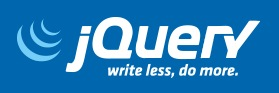 jQuery
write less, do more.